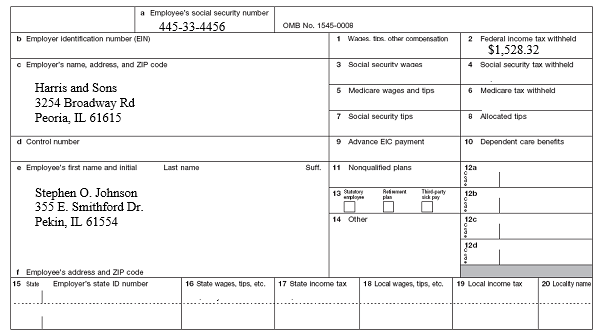 a Employee's social security number
445-33-4456
OMB No. 1545-0008
b Employer identification number (EIN)
1 Wages, tips, other compensation
2 Federal income tax withheld
$1,528.32
c Employer's name, address, and ZIP code
Harris and Sons
3254 Broadway Rd
Peoria, IL 61615
3 Social security wages
4 Social security tax withheld
5 Medicare wages and tips
6 Medicare tax withheld
7 Social security tips
8 Allocated tips
d Control number
9 Advance EIC payment
10 Dependent care benefits
e Employee's first name and initial Last name Suff.
Stephen O. Johnson
355 E. Smithford Dr.
Pekin, IL 61554
11 Nonqualified plans
12a
Code
13 Statutory employee Retirement plan Third-party sick pay
12b
Code
14 Other
12c
Code
12d
Code
f Employee's address and ZIP code
15 State Employer's state ID number
16 State wages, tips, etc.
17 State income tax
18 Local wages, tips, etc.
19 Local income tax
20 Locality name